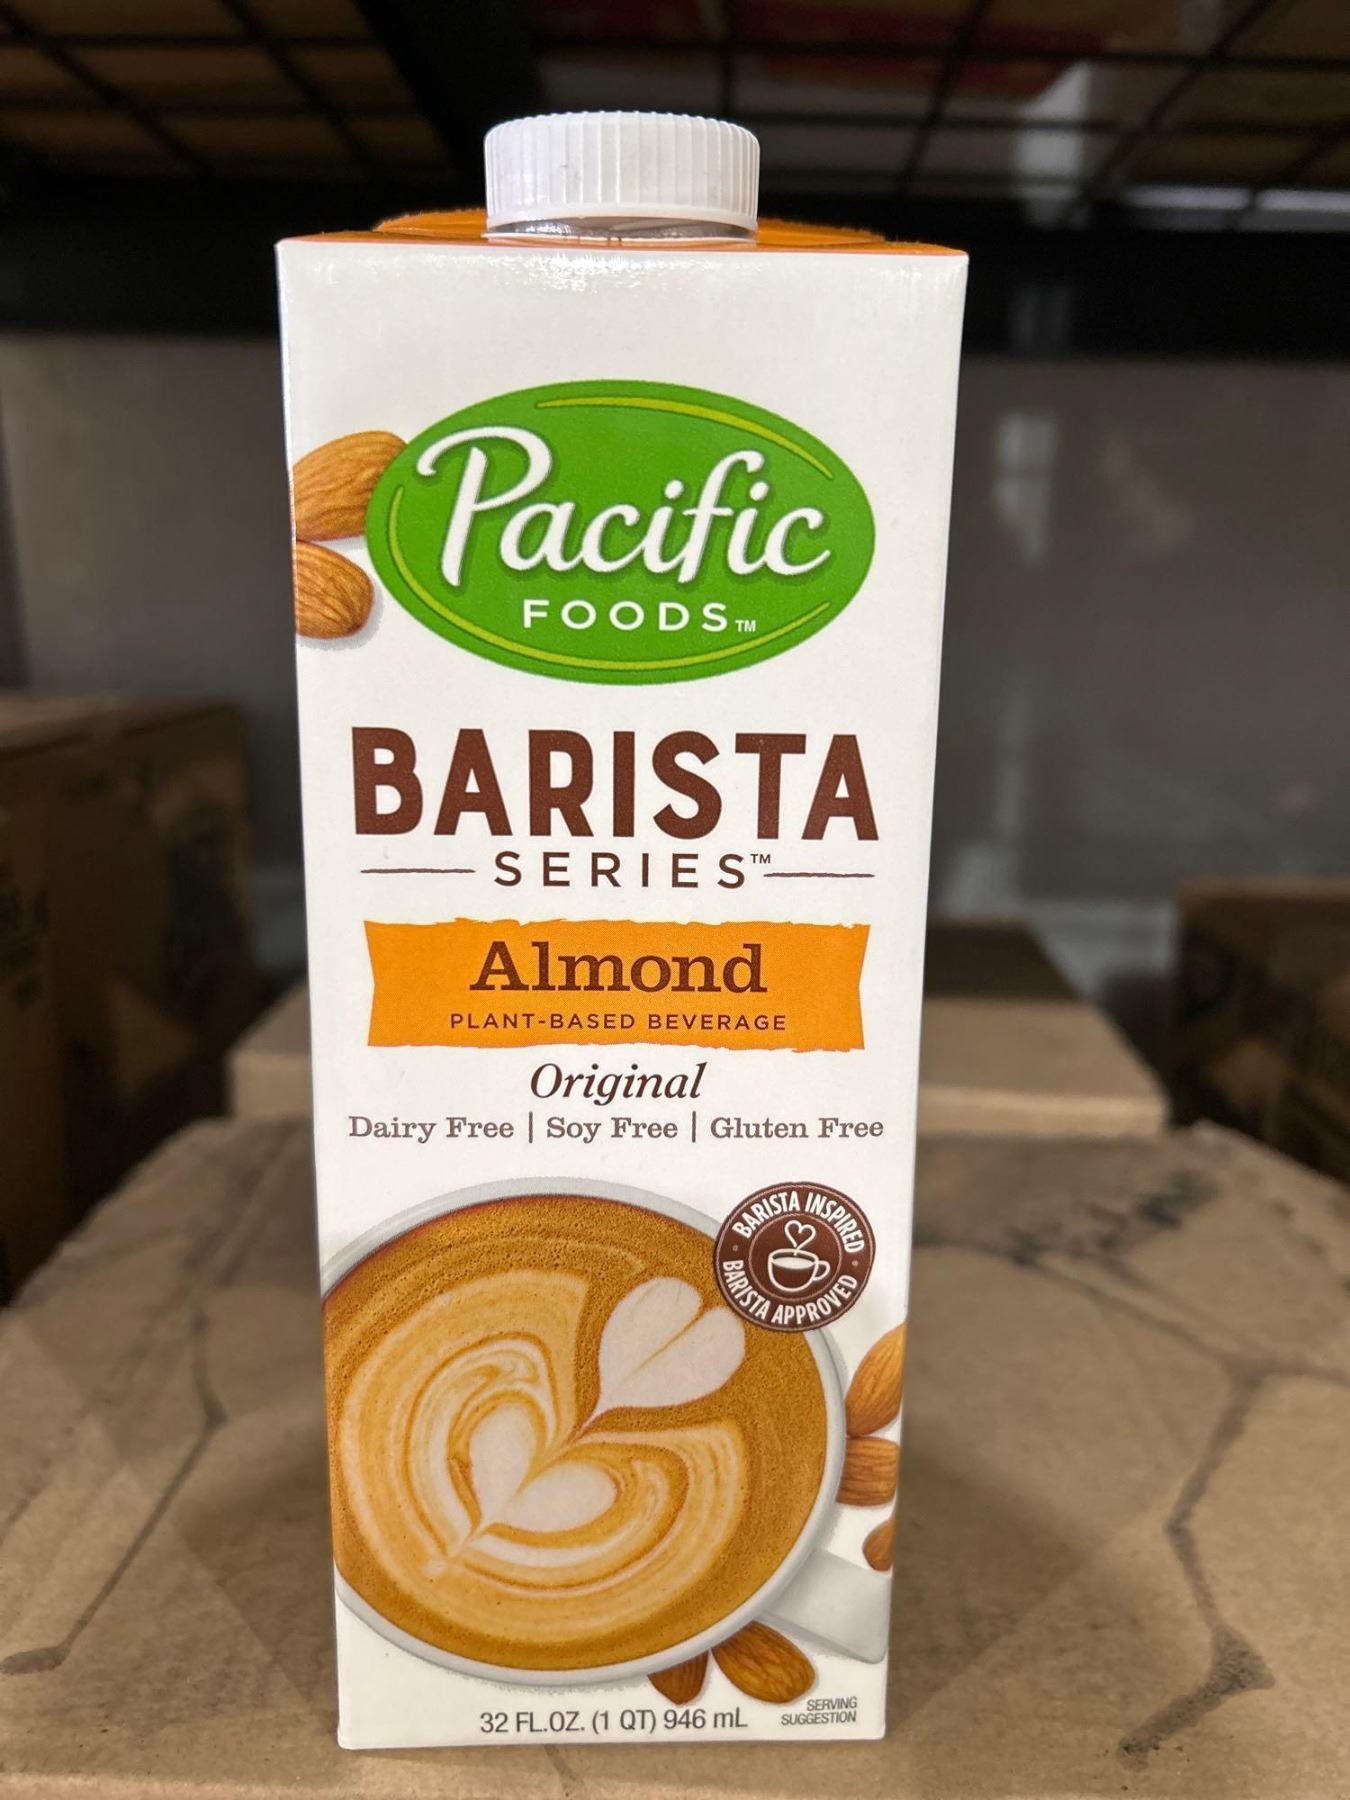 Pacific
FOODS™
BARISTA
SERIES™
Almond
PLANT-BASED BEVERAGE
Original
Dairy Free | Soy Free | Gluten Free
BARISTA INSPIRED
BARISTA APPROVED
32 FL.OZ. (1 QT) 946 mL
SERVING
SUGGESTION